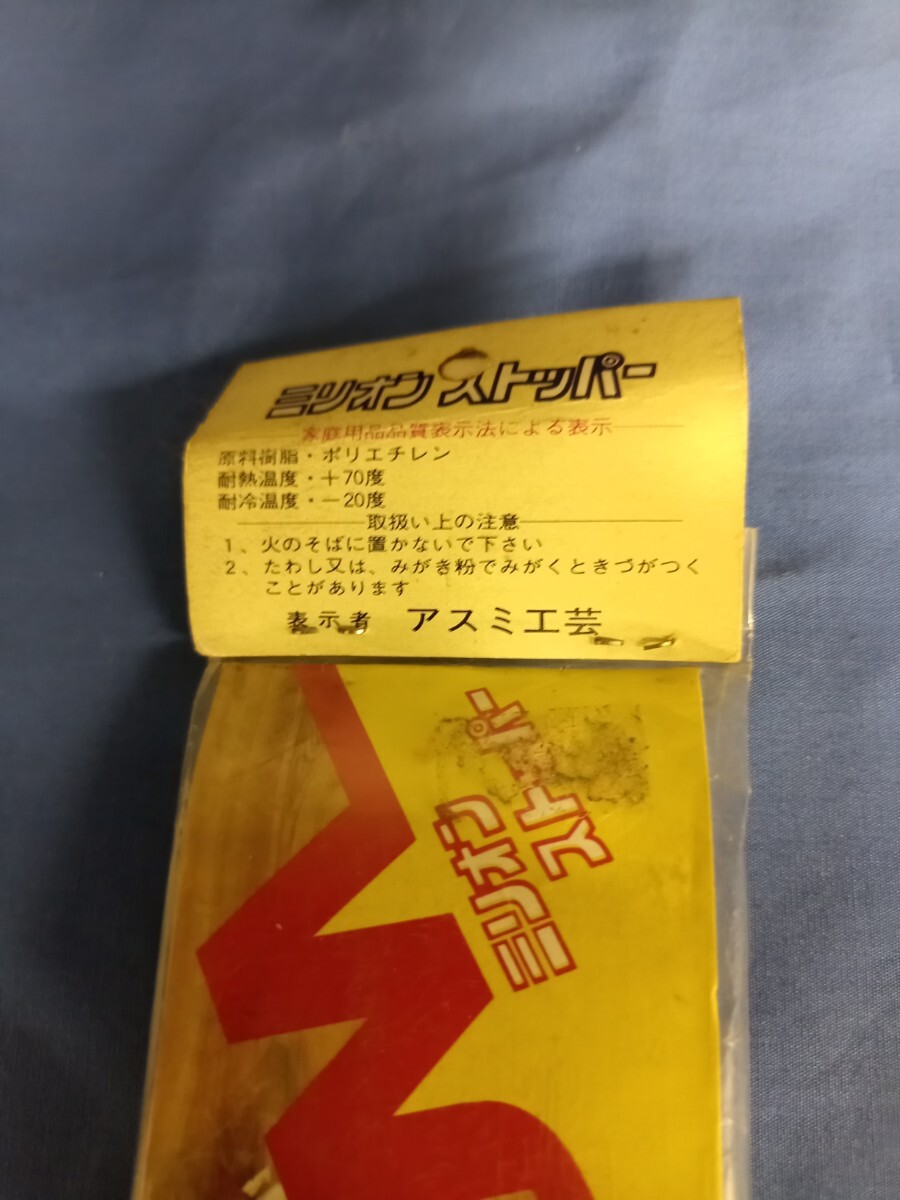 ミリオンストッパー
家庭用品品質表示法による表示
原料樹脂・ポリエチレン
耐熱温度・＋70度
耐冷温度・－20度
取扱い上の注意
1、火のそばに置かないで下さい
2、たわし又は、みがき粉でみがくときづがつく
ことがあります
表示者 アスミ工芸
ミリオン
スト パー